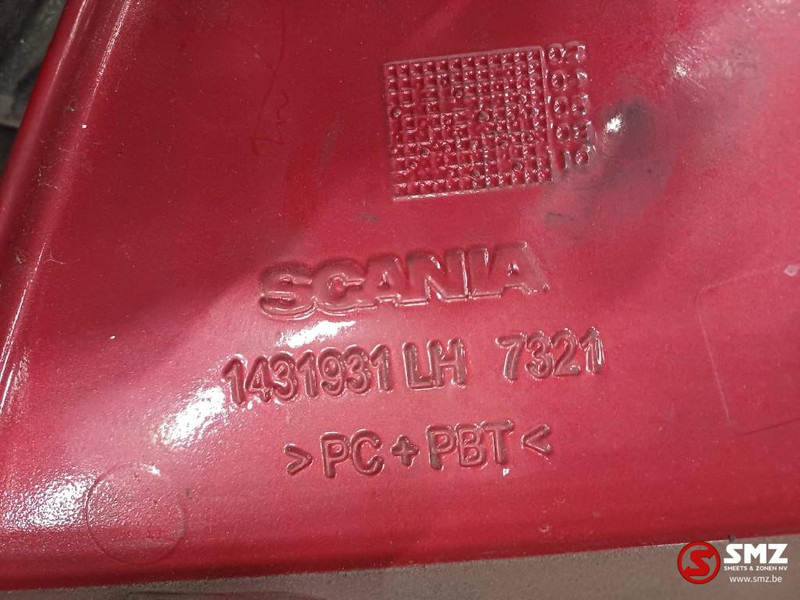 SCANIA
1431931 LH 7321
>PC+PBT<
SMZ
SHEETS & ZONEN NV
www.smz.be